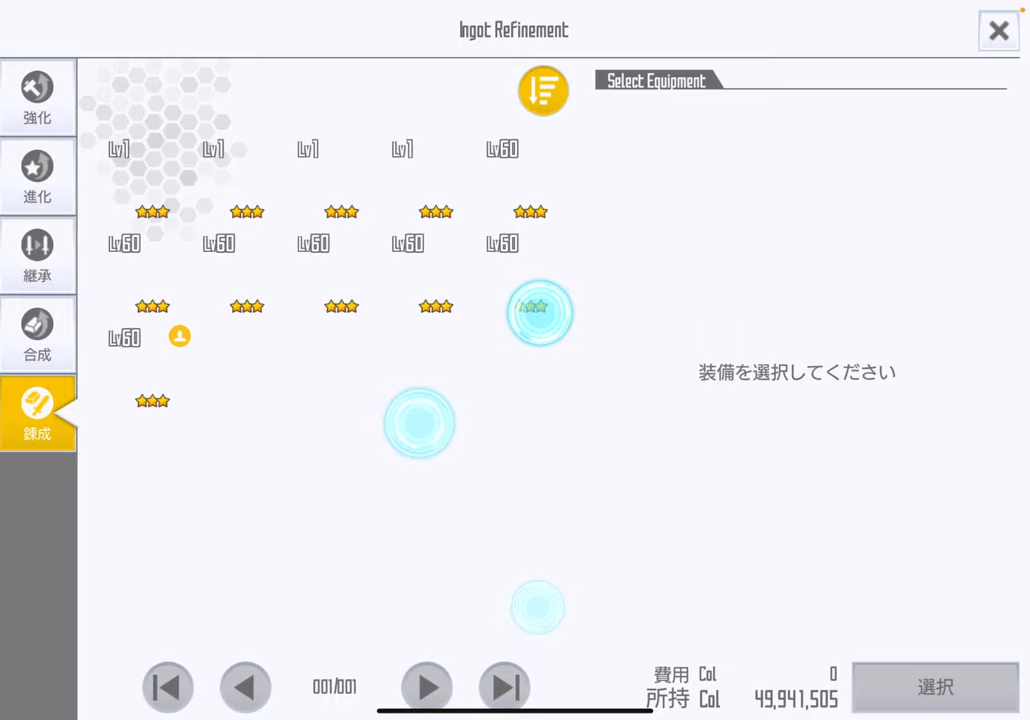 Ingot Refinement
Select Equipment
強化
Lv1 Lv1 Lv1 Lv1 Lv60
進化
Lv60 Lv60 Lv60 Lv60 Lv60
継承
Lv60
合成
装備を選択してください
錬成
001/001
費用 Col 0
所持 Col 49,941,505
選択